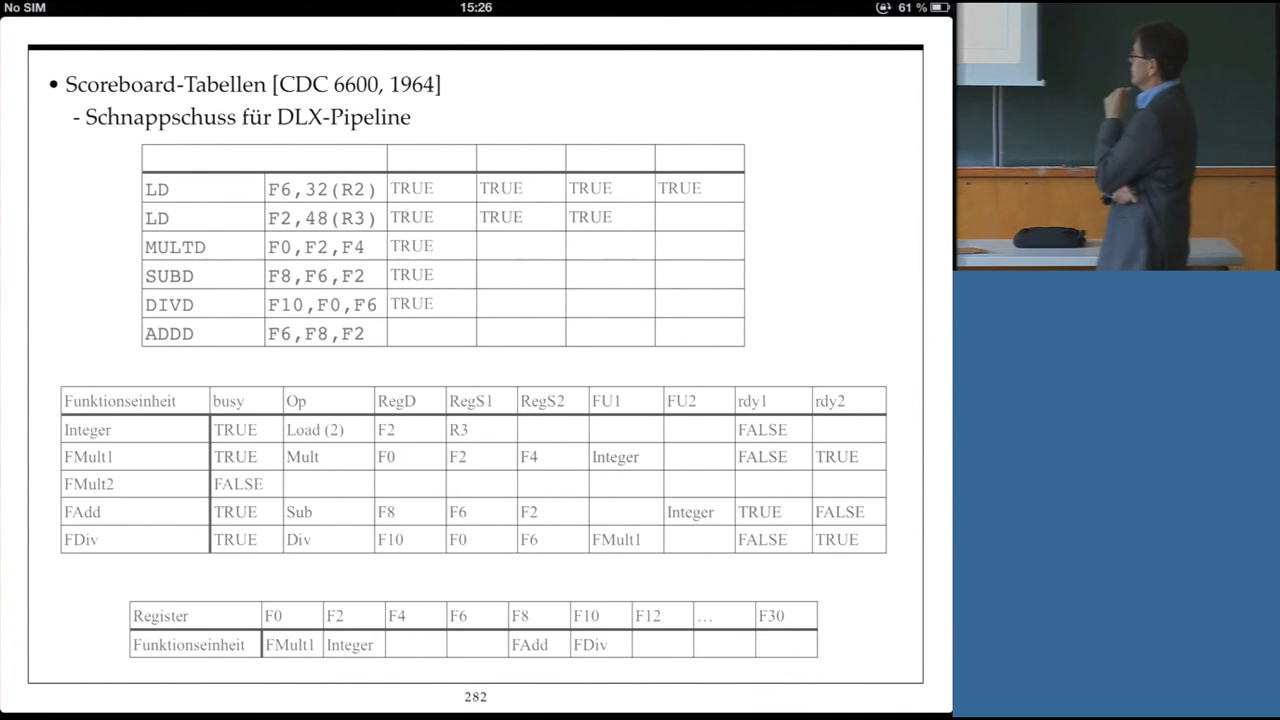 No SIM 15:26 61 %
• Scoreboard-Tabellen [CDC 6600, 1964]
- Schnappschuss für DLX-Pipeline
LD F6,32(R2) TRUE TRUE TRUE TRUE
LD F2,48(R3) TRUE TRUE TRUE
MULTD F0,F2,F4 TRUE
SUBD F8,F6,F2 TRUE
DIVD F10,F0,F6 TRUE
ADDD F6,F8,F2
Funktionseinheit busy Op RegD RegS1 RegS2 FU1 FU2 rdy1 rdy2
Integer TRUE Load (2) F2 R3 FALSE
FMult1 TRUE Mult F0 F2 F4 Integer FALSE TRUE
FMult2 FALSE
FAdd TRUE Sub F8 F6 F2 Integer TRUE FALSE
FDiv TRUE Div F10 F0 F6 FMult1 FALSE TRUE
Register F0 F2 F4 F6 F8 F10 F12 … F30
Funktionseinheit FMult1 Integer FAdd FDiv
282